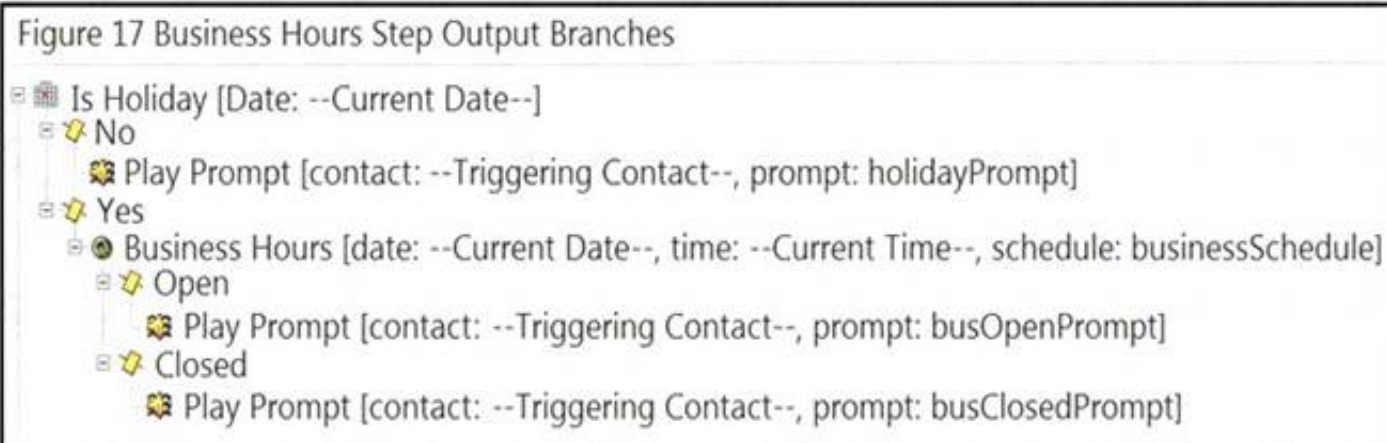 Figure 17 Business Hours Step Output Branches
Is Holiday [Date: --Current Date--]
No
Play Prompt [contact: --Triggering Contact--, prompt: holidayPrompt]
Yes
Business Hours [date: --Current Date--, time: --Current Time--, schedule: businessSchedule]
Open
Play Prompt [contact: --Triggering Contact--, prompt: busOpenPrompt]
Closed
Play Prompt [contact: --Triggering Contact--, prompt: busClosedPrompt]